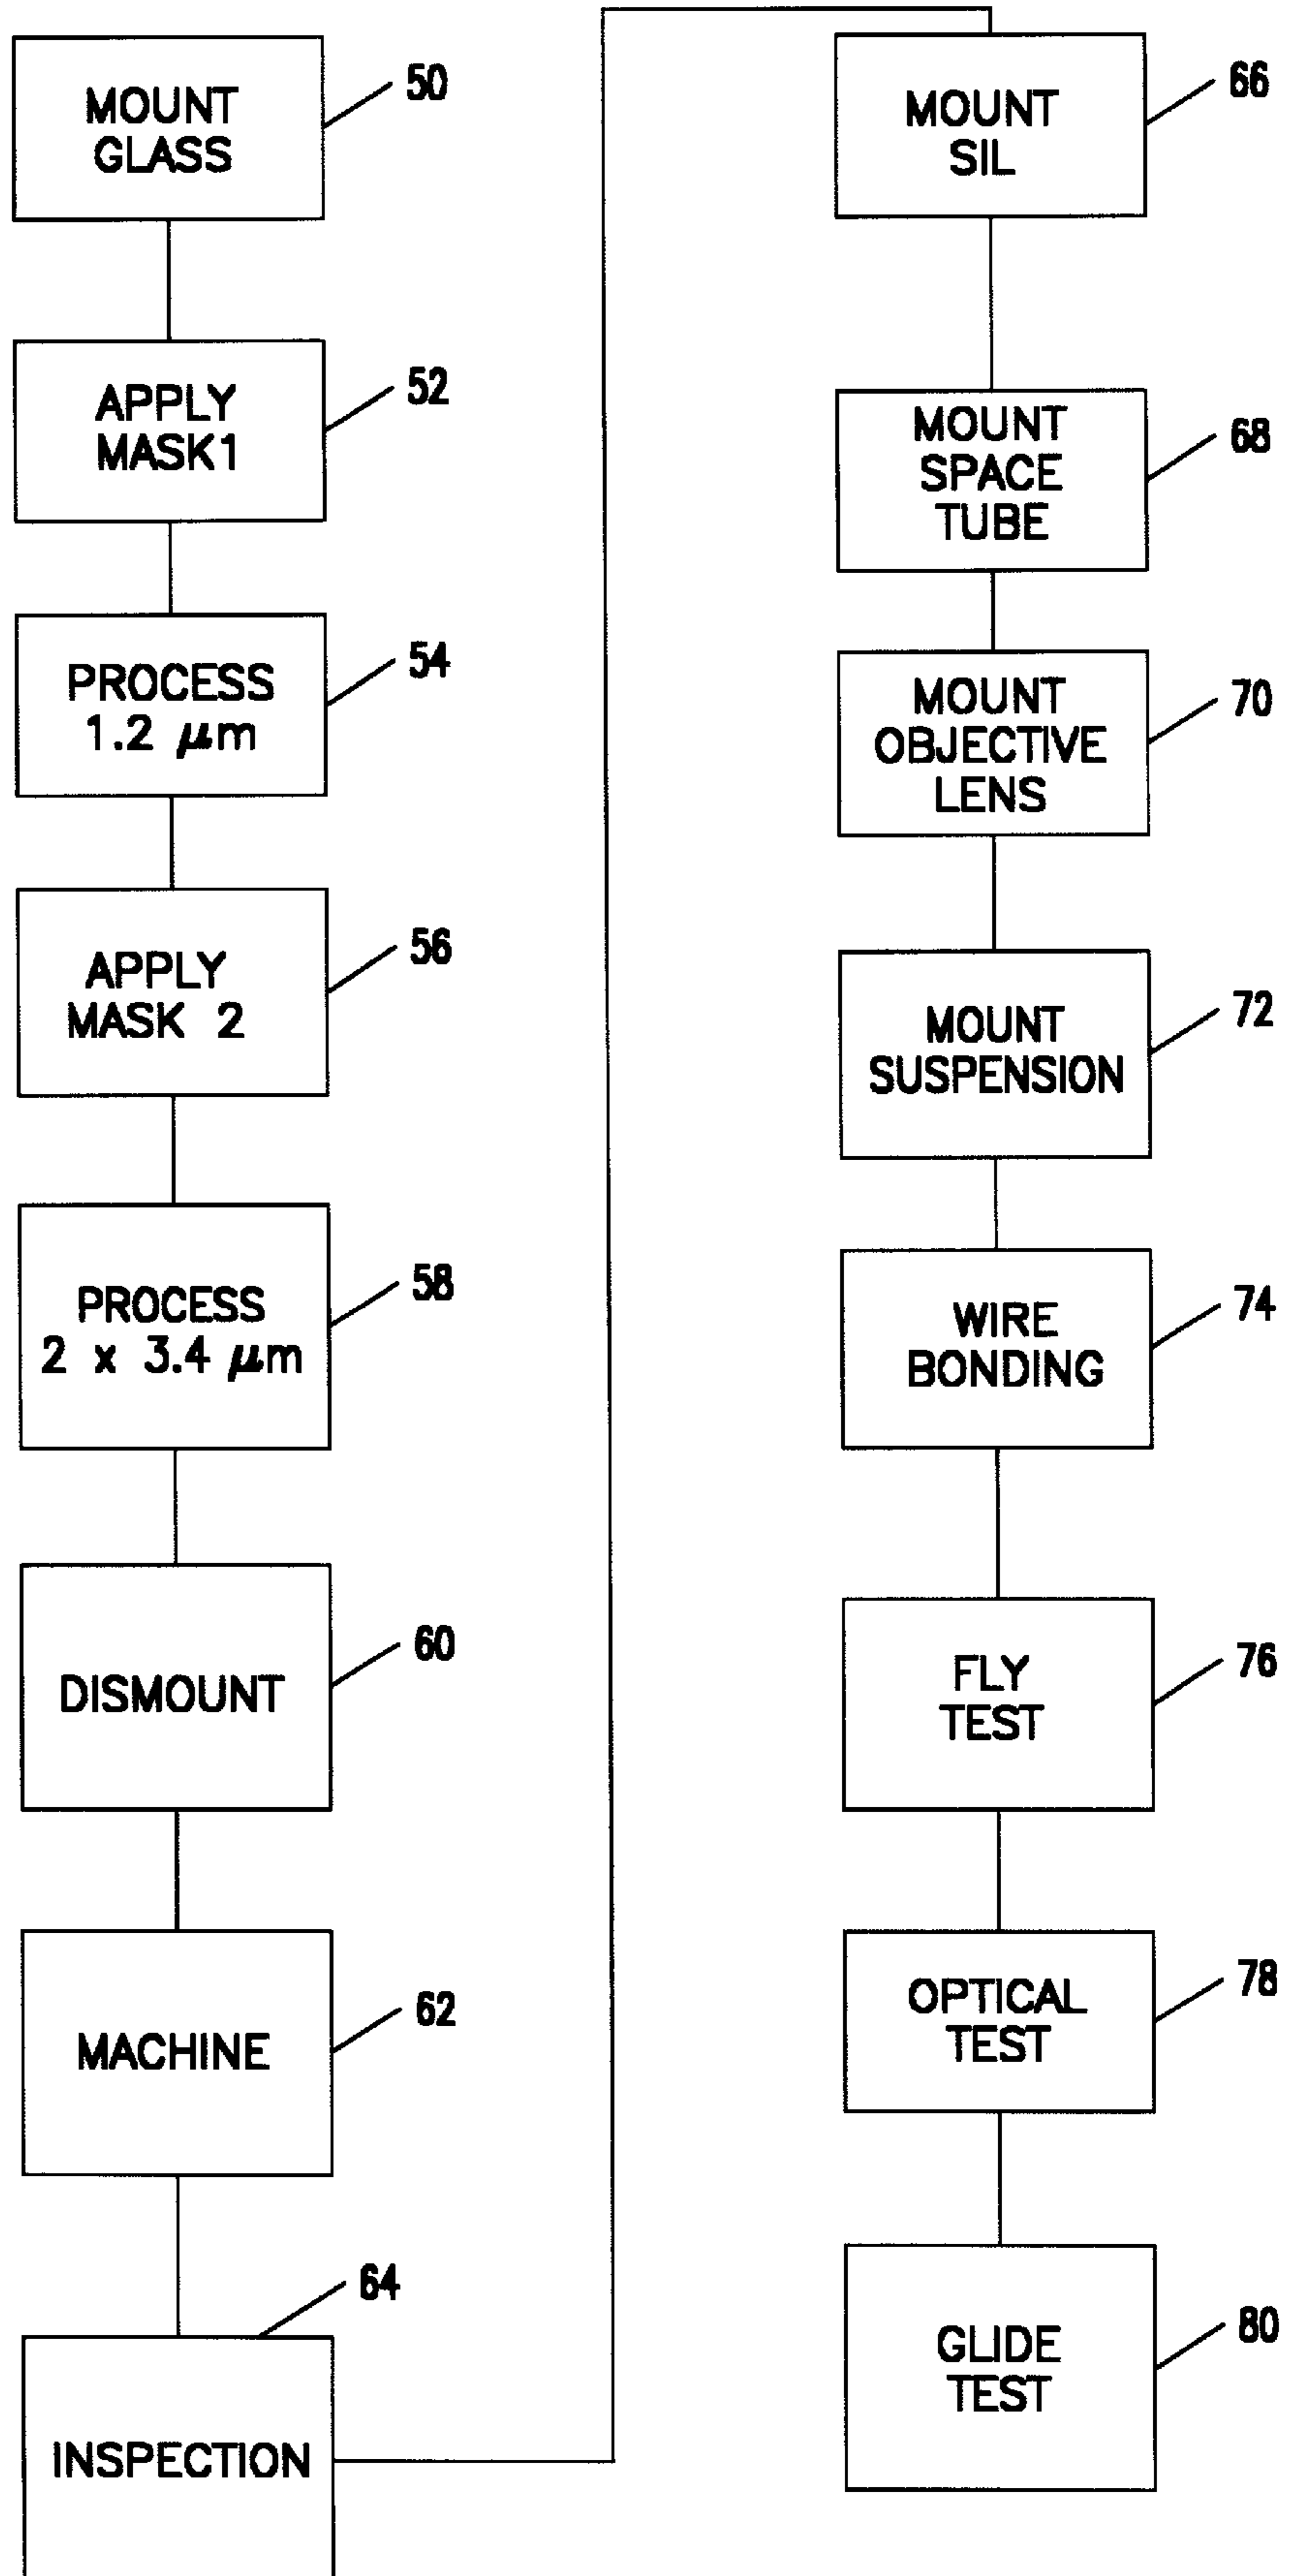 MOUNT
GLASS
50
APPLY
MASK1
52
PROCESS
1.2 μm
54
APPLY
MASK 2
56
PROCESS
2 x 3.4 μm
58
DISMOUNT
60
MACHINE
62
64
INSPECTION
MOUNT
SIL
66
MOUNT
SPACE
TUBE
68
MOUNT
OBJECTIVE
LENS
70
MOUNT
SUSPENSION
72
WIRE
BONDING
74
FLY
TEST
76
OPTICAL
TEST
78
GLIDE
TEST
80